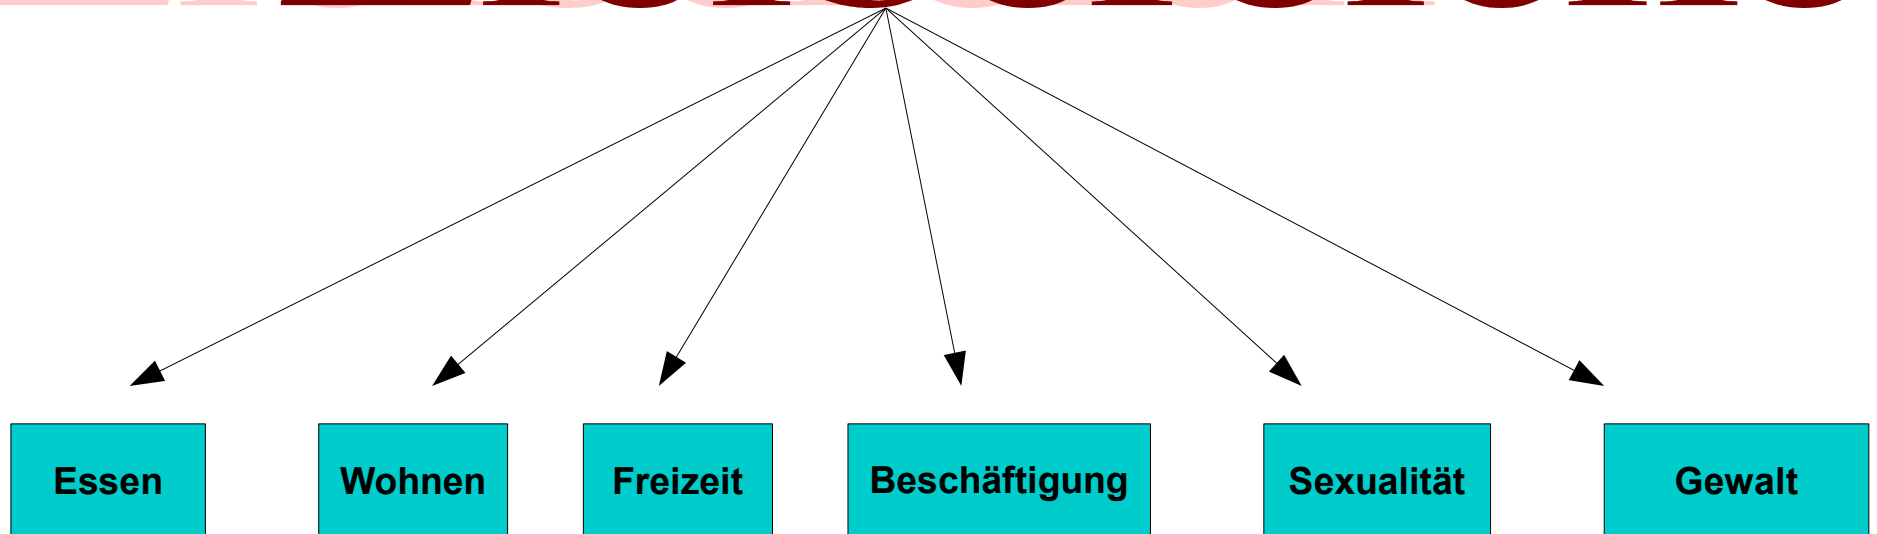 Essen
Wohnen
Freizeit
Beschäftigung
Sexualität
Gewalt